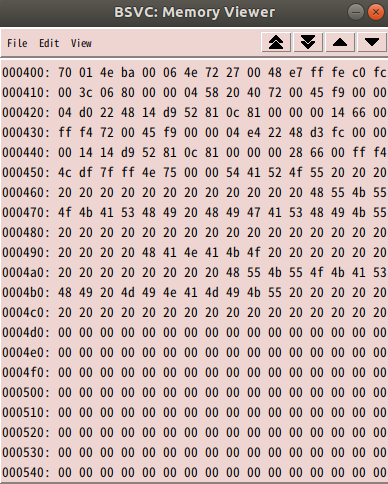 BSVC: Memory Viewer
File Edit View
000400: 70 01 4e ba 00 06 4e 72 27 00 48 e7 ff fe c0 fc
000410: 00 3c 06 80 00 00 04 58 20 40 72 00 45 f9 00 00
000420: 04 d0 22 48 14 d9 52 81 0c 81 00 00 00 14 66 00
000430: ff f4 72 00 45 f9 00 00 04 e4 22 48 d3 fc 00 00
000440: 00 14 14 d9 52 81 0c 81 00 00 00 28 66 00 ff f4
000450: 4c df 7f ff 4e 75 00 00 54 41 52 4f 55 20 20 20
000460: 20 20 20 20 20 20 20 20 20 20 20 20 48 55 4b 55
000470: 4f 4b 41 53 48 49 20 48 49 47 41 53 48 49 4b 55
000480: 20 20 20 20 20 20 20 20 20 20 20 20 20 20 20 20
000490: 20 20 20 20 48 41 4e 41 4b 4f 20 20 20 20 20 20
0004a0: 20 20 20 20 20 20 20 20 48 55 4b 55 4f 4b 41 53
0004b0: 48 49 20 4d 49 4e 41 4d 49 4b 55 20 20 20 20 20
0004c0: 20 20 20 20 20 20 20 20 20 20 20 20 20 20 20 20
0004d0: 00 00 00 00 00 00 00 00 00 00 00 00 00 00 00 00
0004e0: 00 00 00 00 00 00 00 00 00 00 00 00 00 00 00 00
0004f0: 00 00 00 00 00 00 00 00 00 00 00 00 00 00 00 00
000500: 00 00 00 00 00 00 00 00 00 00 00 00 00 00 00 00
000510: 00 00 00 00 00 00 00 00 00 00 00 00 00 00 00 00
000520: 00 00 00 00 00 00 00 00 00 00 00 00 00 00 00 00
000530: 00 00 00 00 00 00 00 00 00 00 00 00 00 00 00 00
000540: 00 00 00 00 00 00 00 00 00 00 00 00 00 00 00 00